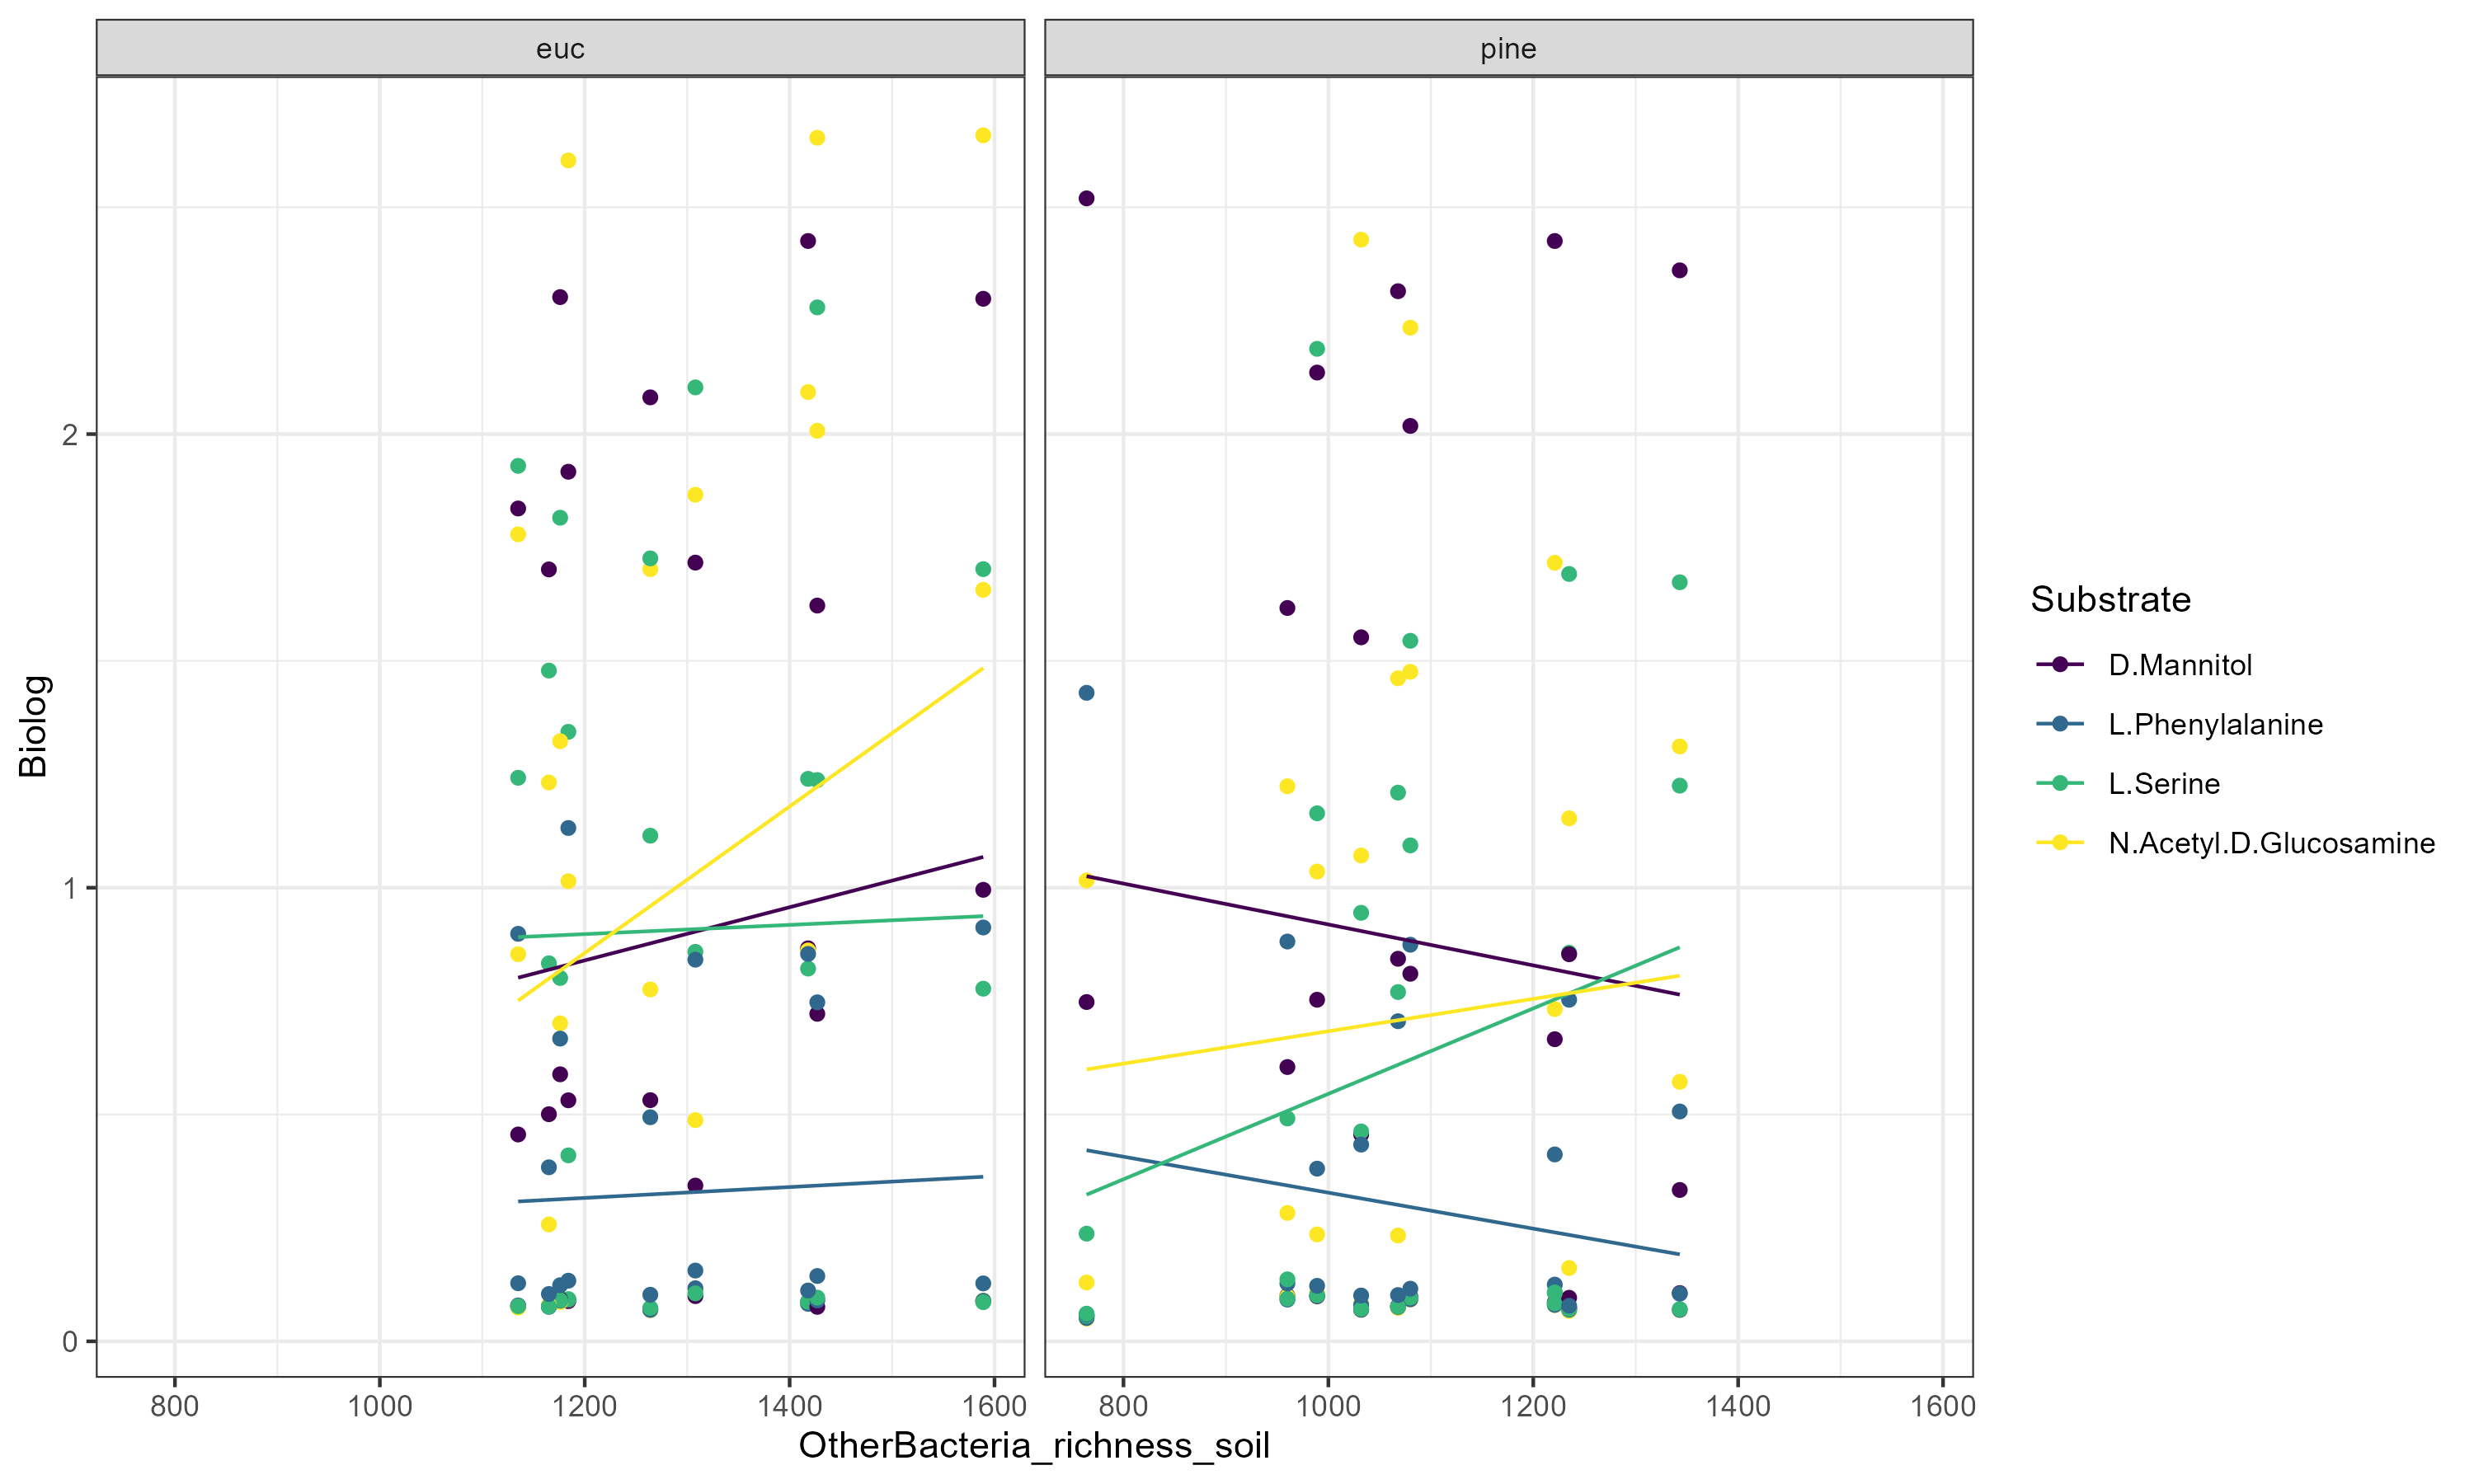 euc
pine
Biolog
2
1
0
800 1000 1200 1400 1600
800 1000 1200 1400 1600
OtherBacteria_richness_soil
Substrate
D.Mannitol
L.Phenylalanine
L.Serine
N.Acetyl.D.Glucosamine